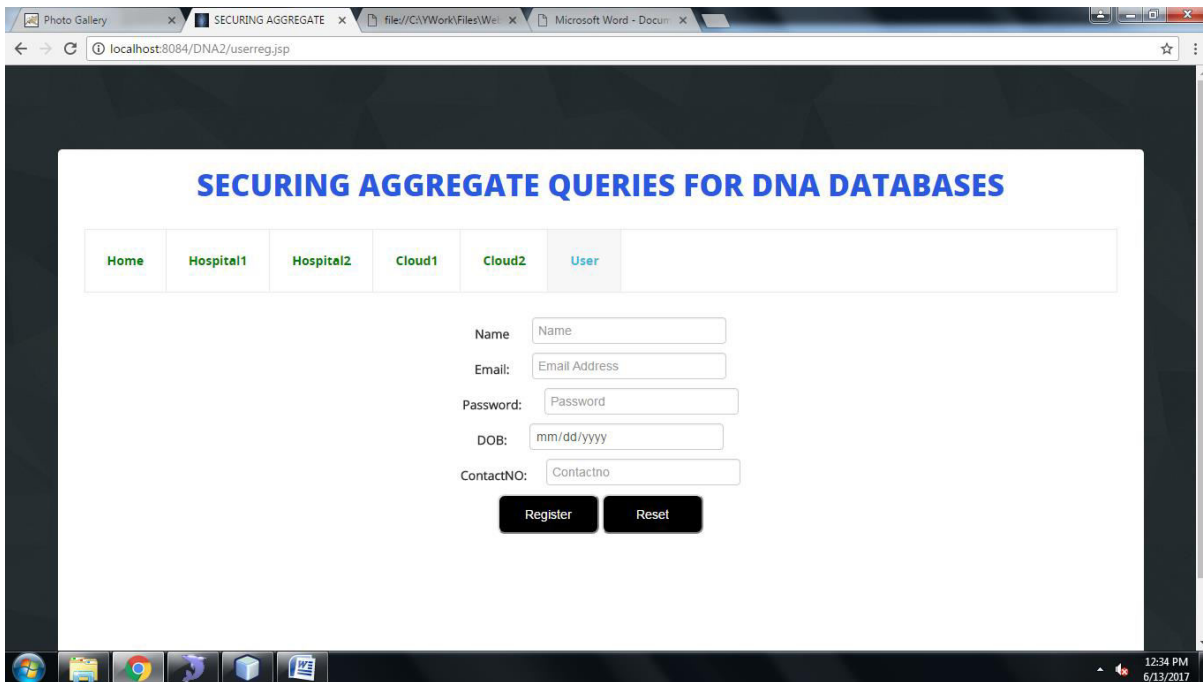 Photo Gallery SECURING AGGREGATE file://C:\YWork\Files\Web Microsoft Word - Docum
localhost:8084/DNA2/userreg.jsp
SECURING AGGREGATE QUERIES FOR DNA DATABASES
Home Hospital1 Hospital2 Cloud1 Cloud2 User
Name Name
Email: Email Address
Password: Password
DOB: mm/dd/yyyy
ContactNO: Contactno
Register Reset
12:34 PM
6/13/2017